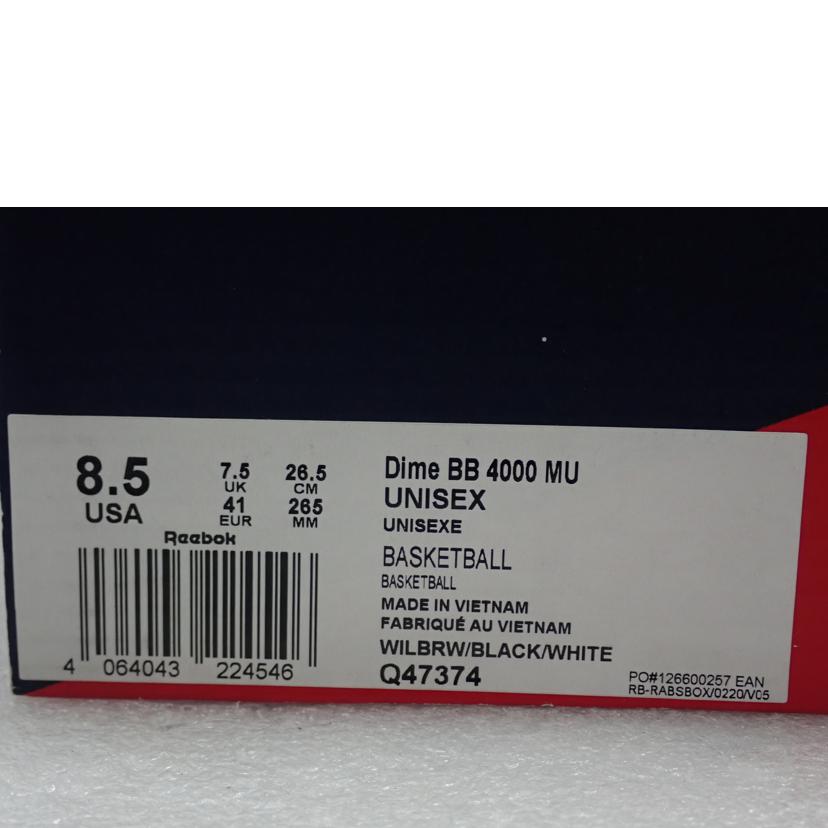 8.5
USA
7.5
UK
41
EUR
26.5
CM
265
MM
Reebok
4 064043 224546
Dime BB 4000 MU
UNISEX
UNISEXE
BASKETBALL
BASKETBALL
MADE IN VIETNAM
FABRIQUÉ AU VIETNAM
WILBRW/BLACK/WHITE
Q47374
PO#126600257 EAN
RB-RABSBOX/0220/V05